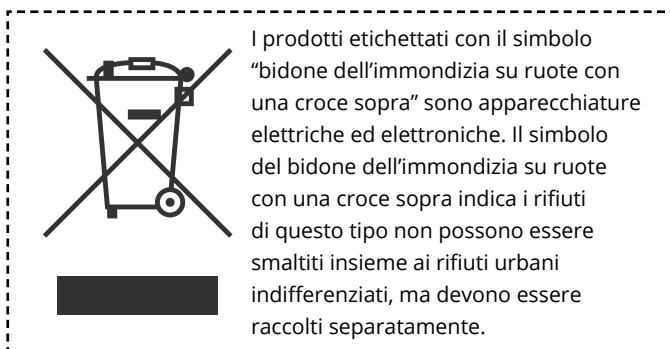 I prodotti etichettati con il simbolo
“bidone dell’immondizia su ruote con
una croce sopra” sono apparecchiature
elettriche ed elettroniche. Il simbolo
del bidone dell’immondizia su ruote
con una croce sopra indica i rifiuti
di questo tipo non possono essere
smaltiti insieme ai rifiuti urbani
indifferenziati, ma devono essere
raccolti separatamente.